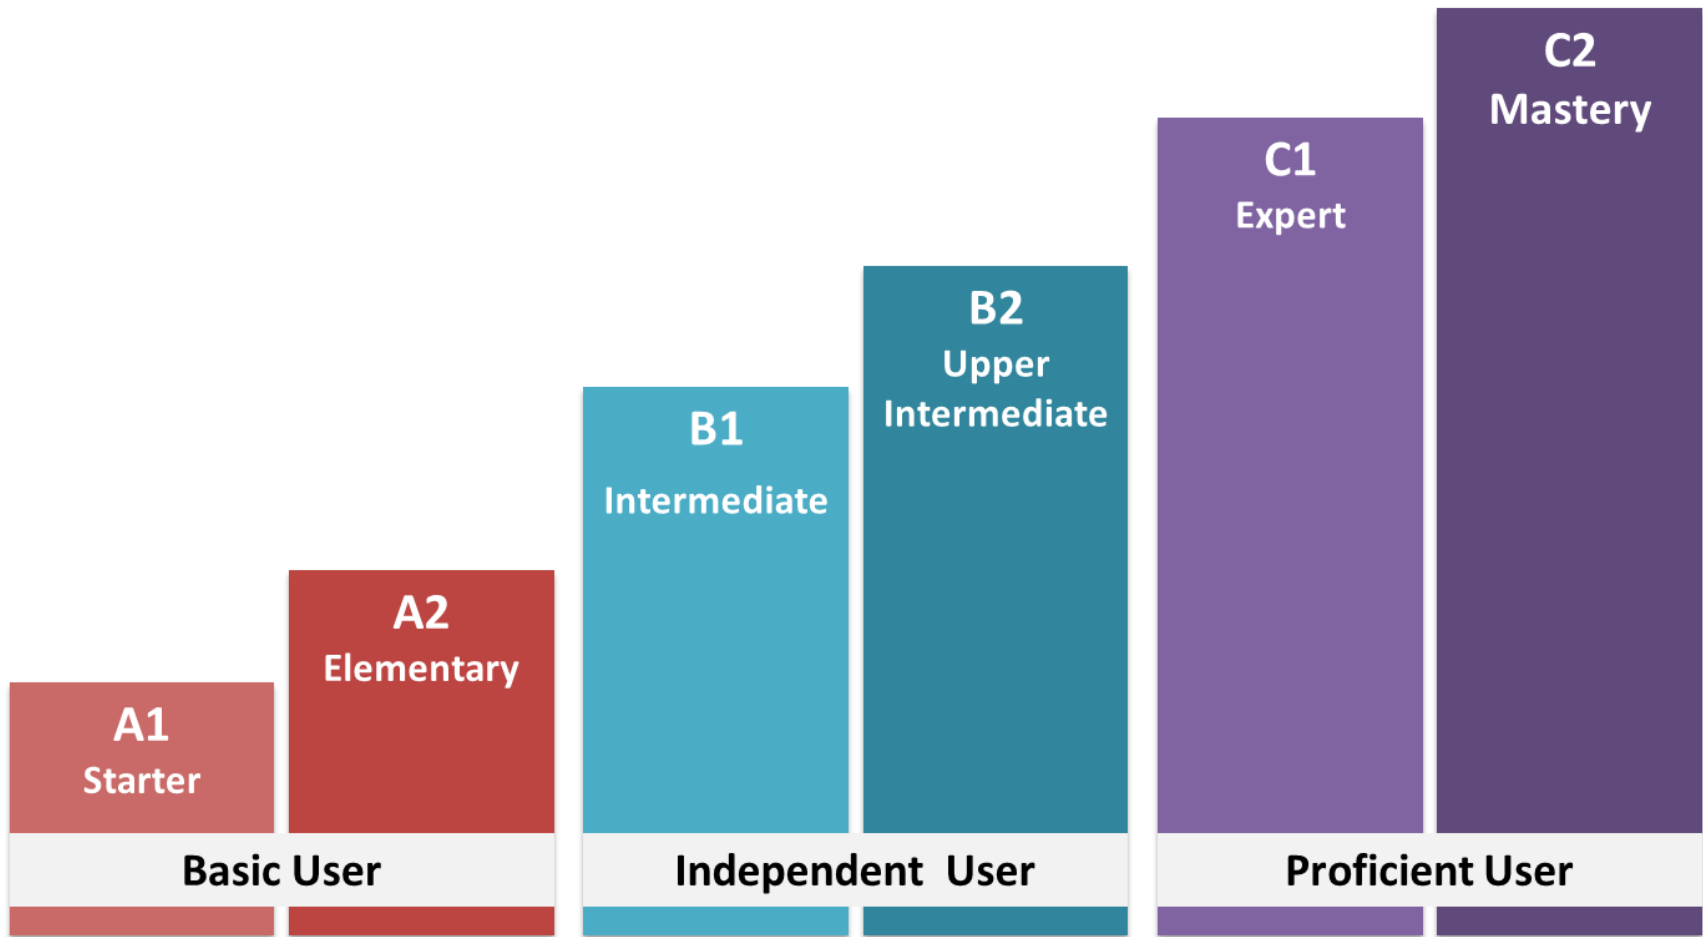 A1
Starter
A2
Elementary
Basic User
B1
Intermediate
B2
Upper
Intermediate
Independent  User
C1
Expert
C2
Mastery
Proficient User